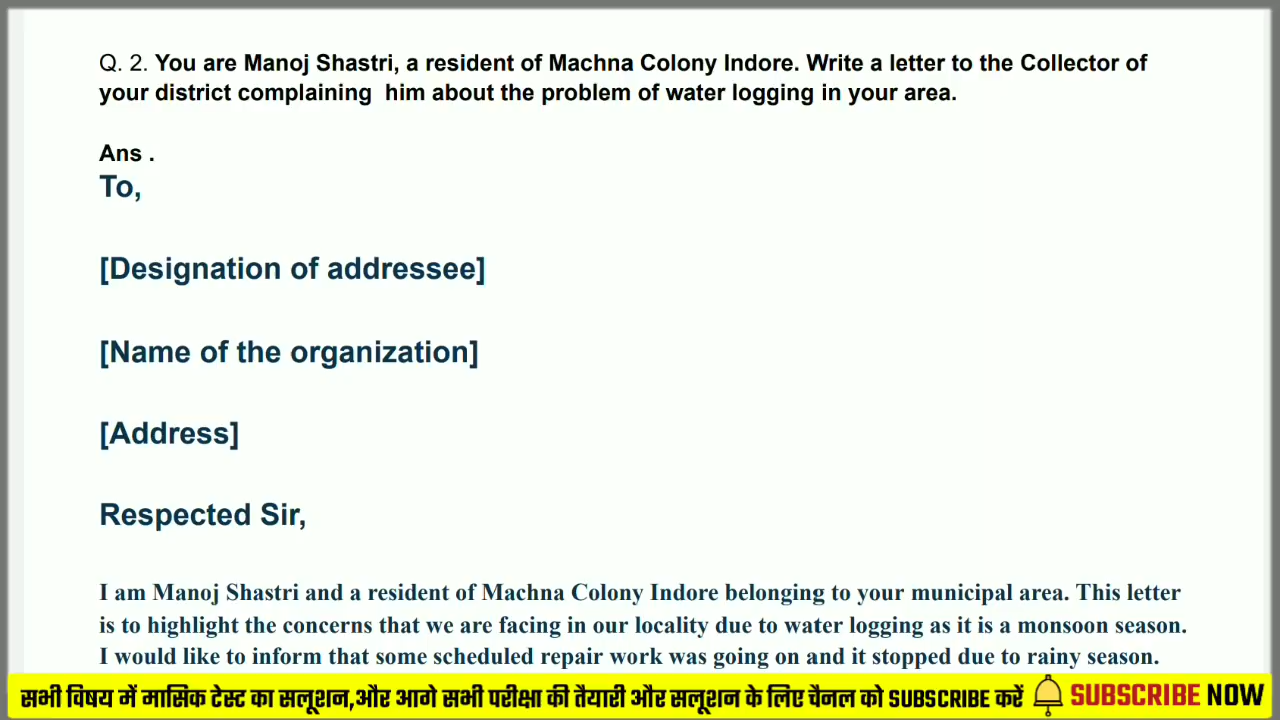 Q. 2. You are Manoj Shastri, a resident of Machna Colony Indore. Write a letter to the Collector of
your district complaining  him about the problem of water logging in your area.
Ans .
To,
[Designation of addressee]
[Name of the organization]
[Address]
Respected Sir,
I am Manoj Shastri and a resident of Machna Colony Indore belonging to your municipal area. This letter
is to highlight the concerns that we are facing in our locality due to water logging as it is a monsoon season.
I would like to inform that some scheduled repair work was going on and it stopped due to rainy season.
सभी विषय में मासिक टेस्ट का सलूशन,और आगे सभी परीक्षा की तैयारी और सलूशन के लिए चैनल को SUBSCRIBE करें SUBSCRIBE NOW